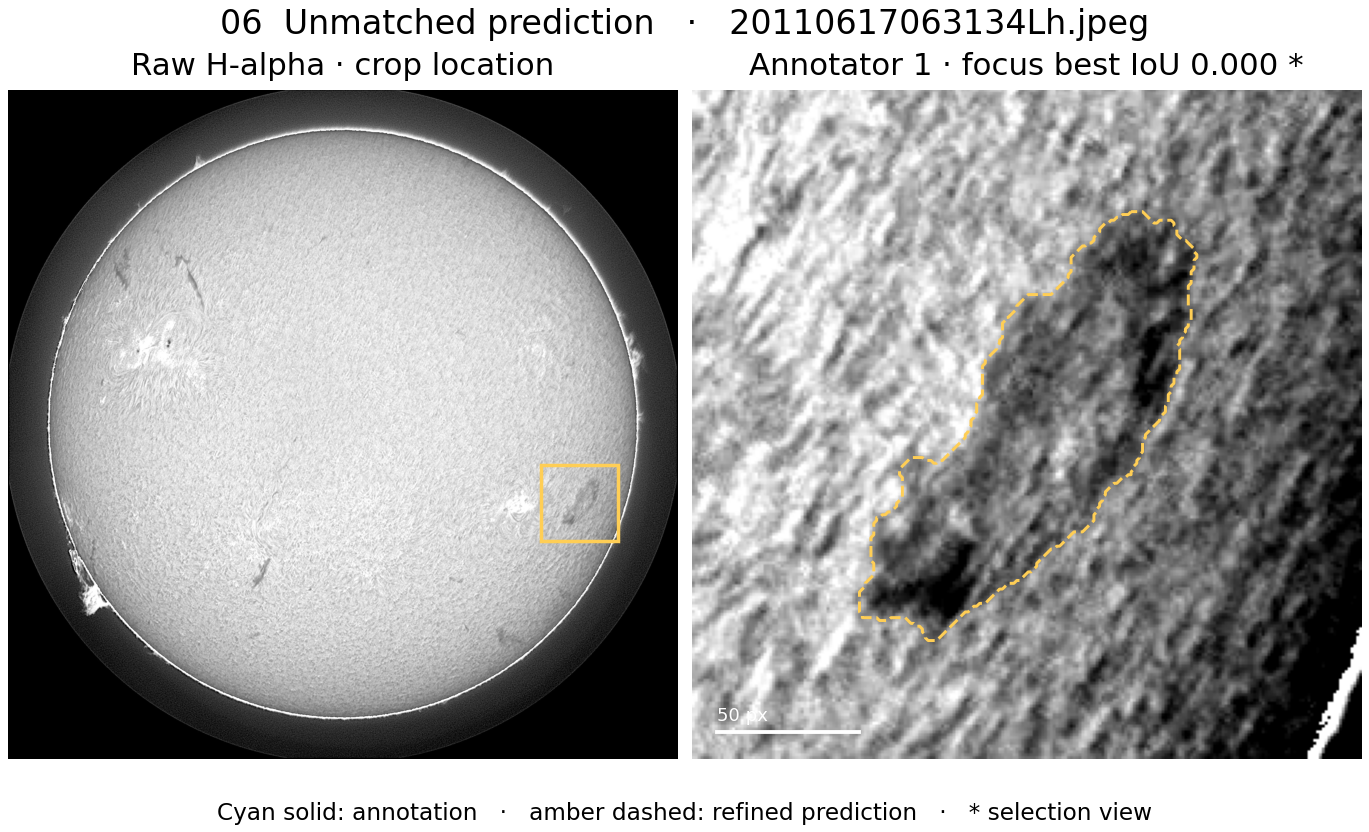 06  Unmatched prediction   ·   20110617063134Lh.jpeg
Raw H-alpha · crop location
Annotator 1 · focus best IoU 0.000 *
50 px
Cyan solid: annotation   ·   amber dashed: refined prediction   ·   * selection view